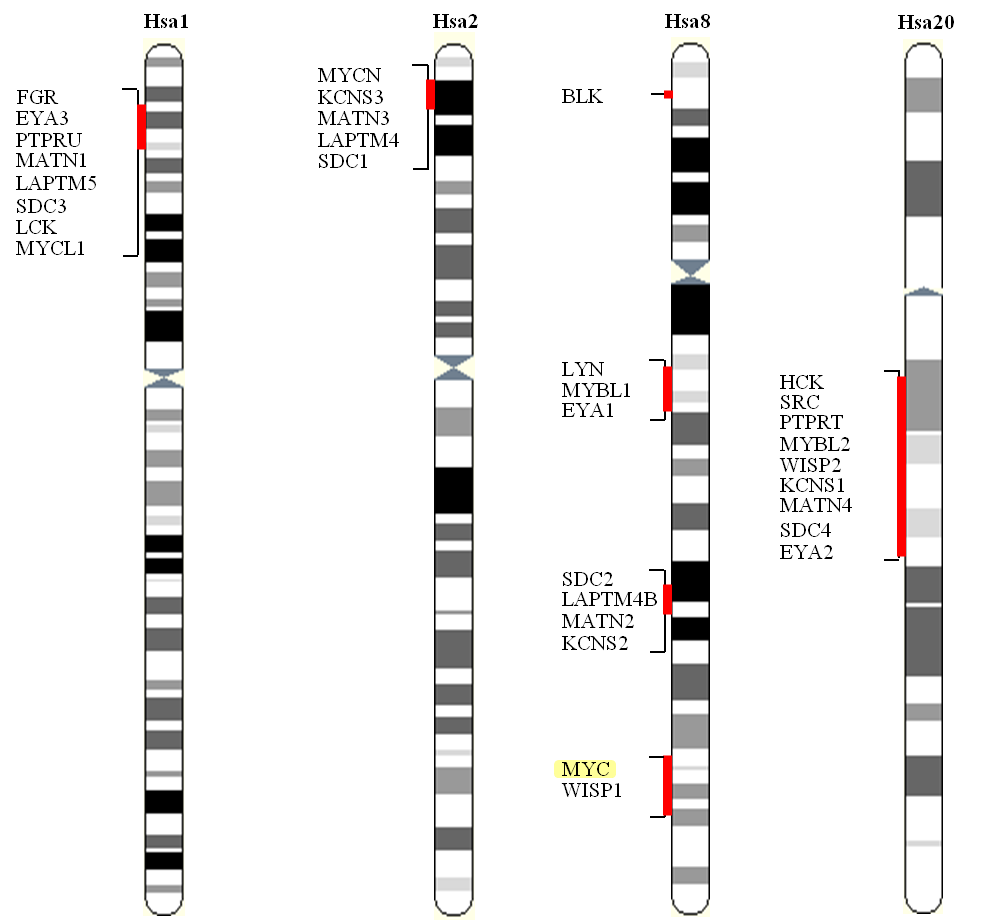 Hsa1
Hsa2
Hsa8
Hsa20
FGR
EYA3
PTPRU
MATN1
LAPTM5
SDC3
LCK
MYCL1
MYCN
KCNS3
MATN3
LAPTM4
SDC1
BLK
LYN
MYBL1
EYA1
SDC2
LAPTM4B
MATN2
KCNS2
MYC
WISP1
HCK
SRC
PTPRT
MYBL2
WISP2
KCNS1
MATN4
SDC4
EYA2